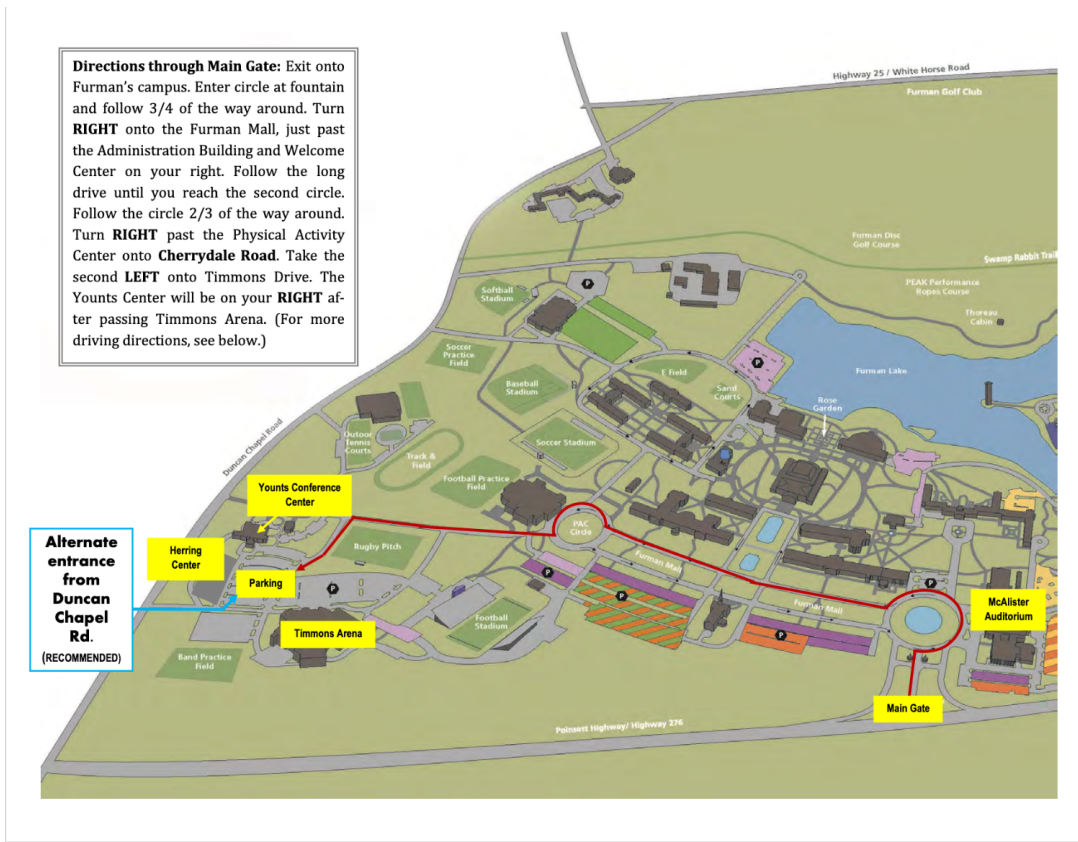 Directions through Main Gate: Exit onto
Furman's campus. Enter circle at fountain
and follow 3/4 of the way around. Turn
RIGHT onto the Furman Mall, just past
the Administration Building and Welcome
Center on your right. Follow the long
drive until you reach the second circle.
Follow the circle 2/3 of the way around.
Turn RIGHT past the Physical Activity
Center onto Cherrydale Road. Take the
second LEFT onto Timmons Drive. The
Younts Center will be on your RIGHT af-
ter passing Timmons Arena. (For more
driving directions, see below.)
Highway 25 / White Horse Road
Furman Golf Club
Furman Disc
Golf Course
Swamp Rabbit Trail
PEAK Performance
Ropes Course
Thoreau
Cabin
Softball
Stadium
P
Soccer
Practice
Field
E Field
P
Furman Lake
Baseball
Stadium
Sand
Courts
Rose
Garden
Duncan Chapel Road
Outoor
Tennis
Courts
Soccer Stadium
Track &
Field
Football Practice
Field
Younts Conference
Center
PAC
Circle
Alternate
entrance
from
Duncan
Chapel
Rd.
(RECOMMENDED)
Herring
Center
Rugby Pitch
Furman Mall
Parking
P
P
P
P
Furman Mall
McAlister
Auditorium
Timmons Arena
Football
Stadium
P
Band Practice
Field
Main Gate
Poinsett Highway/ Highway 276